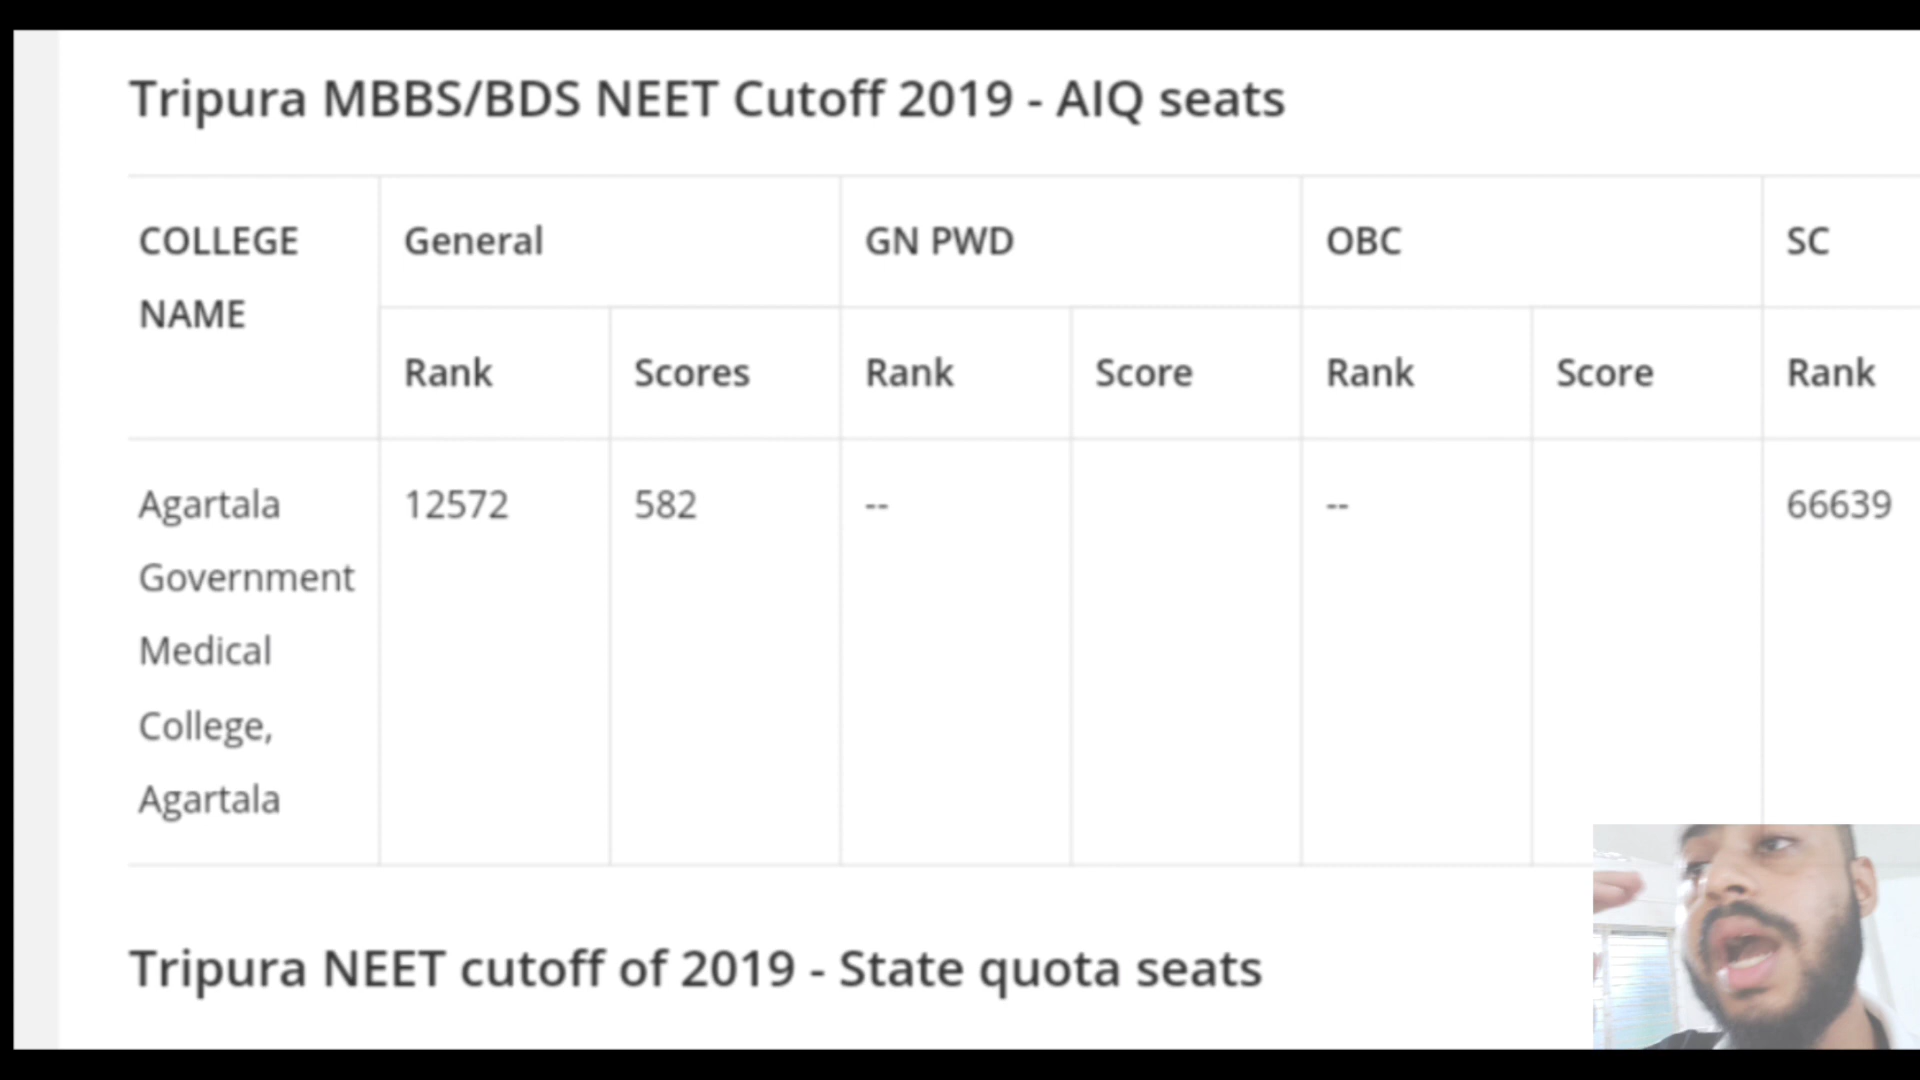 Tripura MBBS/BDS NEET Cutoff 2019 - AIQ seats
COLLEGE NAME General GN PWD OBC SC
Rank Scores Rank Score Rank Score Rank
Agartala 12572 582 -- -- 66639
Government
Medical
College,
Agartala
Tripura NEET cutoff of 2019 - State quota seats